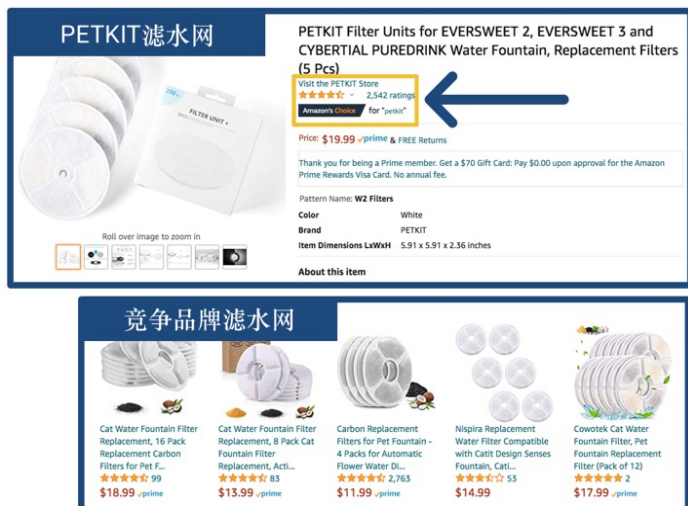 PETKIT滤水网
PETKIT Filter Units for EVERSWEET 2, EVERSWEET 3 and
CYBERTIAL PUREDRINK Water Fountain, Replacement Filters
(5 Pcs)
Visit the PETKIT Store
2,542 ratings
Amazon's Choice for "petkit"
Price: $19.99 prime & FREE Returns
Thank you for being a Prime member. Get a $70 Gift Card: Pay $0.00 upon approval for the Amazon
Prime Rewards Visa Card. No annual fee.
Pattern Name: W2 Filters
Color White
Brand PETKIT
Item Dimensions LxWxH 5.91 x 5.91 x 2.36 inches
About this item
FILTER UNIT
Roll over image to zoom in
竞争品牌滤水网
Cat Water Fountain Filter
Replacement, 16 Pack
Replacement Carbon
Filters for Pet F...
99
$18.99 prime
Cat Water Fountain Filter
Replacement, 8 Pack Cat
Fountain Filter
Replacement, Acti...
83
$13.99 prime
Carbon Replacement
Filters for Pet Fountain -
4 Packs for Automatic
Flower Water Di...
2,763
$11.99 prime
Nispira Replacement
Water Filter Compatible
with Catit Design Senses
Fountain, Cati...
53
$14.99
Cowotek Cat Water
Fountain Filter, Pet
Fountain Replacement
Filter (Pack of 12)
2
$17.99 prime